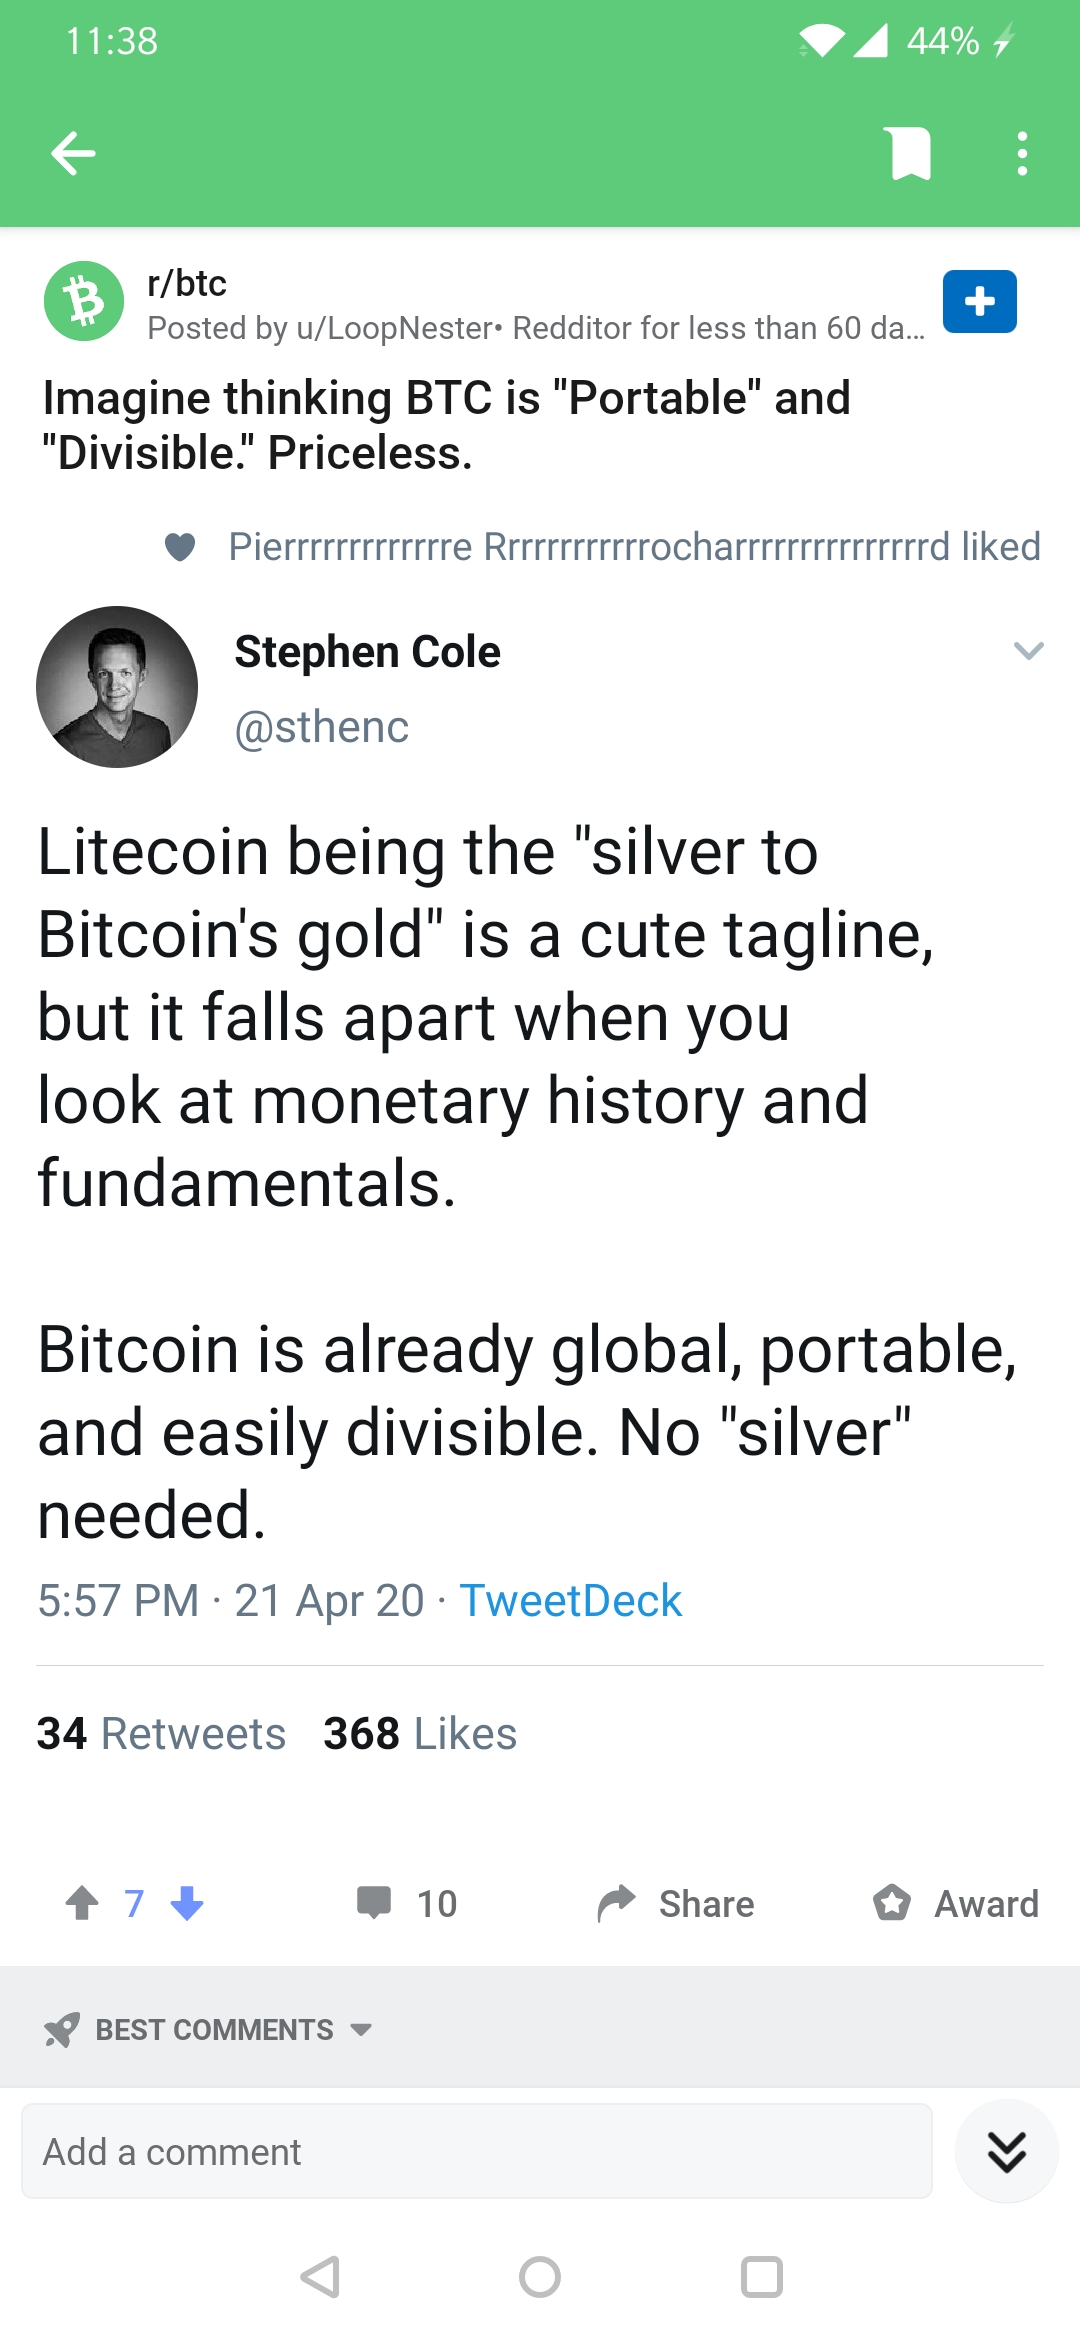 11:38
44%
r/btc
Posted by u/LoopNester• Redditor for less than 60 da...
Imagine thinking BTC is "Portable" and
"Divisible." Priceless.
Pierrrrrrrrrrrrre Rrrrrrrrrrrrocharrrrrrrrrrrrrrrd liked
Stephen Cole
@sthenc
Litecoin being the "silver to
Bitcoin's gold" is a cute tagline,
but it falls apart when you
look at monetary history and
fundamentals.
Bitcoin is already global, portable,
and easily divisible. No "silver"
needed.
5:57 PM · 21 Apr 20 · TweetDeck
34 Retweets 368 Likes
7 10 Share Award
BEST COMMENTS
Add a comment